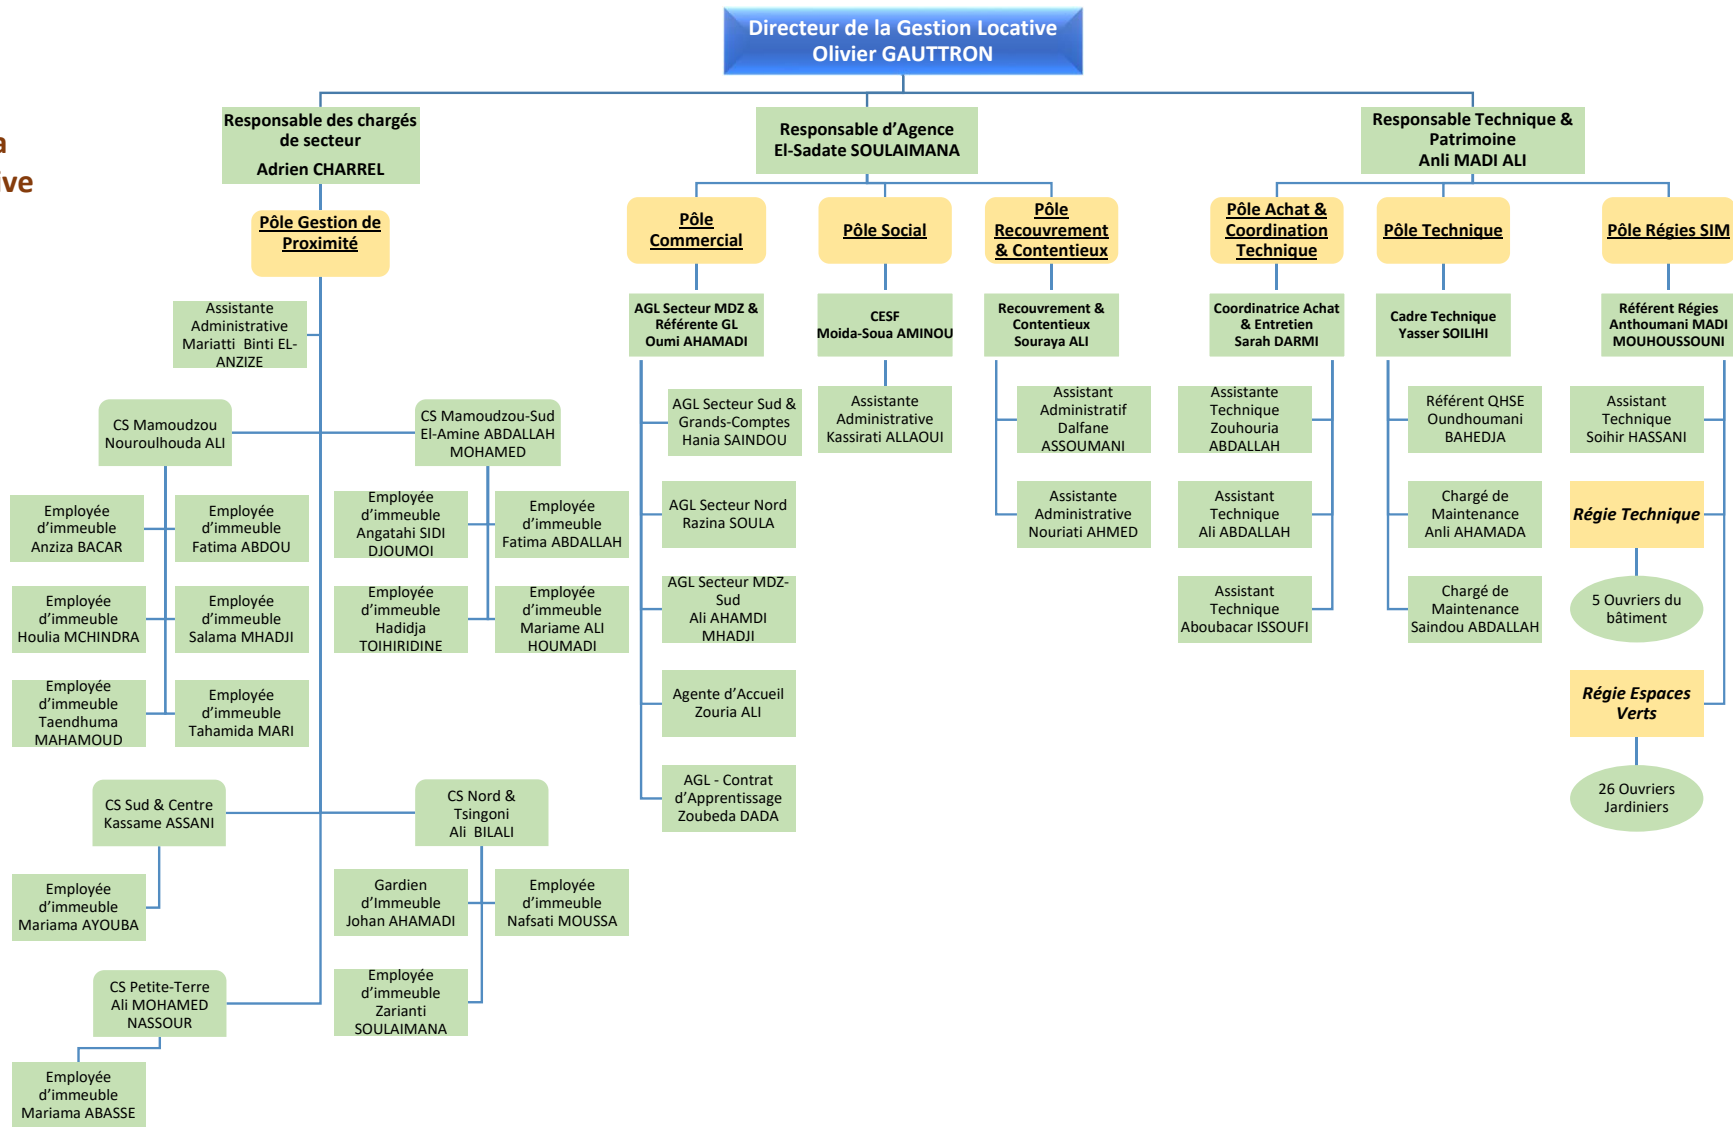 Directeur de la Gestion Locative
Olivier GAUTTRON
a
ive
Responsable des chargés
de secteur
Adrien CHARREL
Responsable d’Agence
El-Sadate SOULAIMANA
Responsable Technique &
Patrimoine
Anli MADI ALI
Pôle Gestion de
Proximité
Pôle
Commercial
Pôle Social
Pôle
Recouvrement
& Contentieux
Pôle Achat &
Coordination
Technique
Pôle Technique
Pôle Régies SIM
Assistante
Administrative
Mariatti  Binti EL-
ANZIZE
AGL Secteur MDZ &
Référente GL
Oumi AHAMADI
CESF
Moida-Soua AMINOU
Recouvrement &
Contentieux
Souraya ALI
Coordinatrice Achat
& Entretien
Sarah DARMI
Cadre Technique
Yasser SOILIHI
Référent Régies
Anthoumani MADI
MOUHOUSSOUNI
CS Mamoudzou
Nouroulhouda ALI
CS Mamoudzou-Sud
El-Amine ABDALLAH
MOHAMED
AGL Secteur Sud &
Grands-Comptes
Hania SAINDOU
Assistante
Administrative
Kassirati ALLAOUI
Assistant
Administratif
Dalfane
ASSOUMANI
Assistante
Technique
Zouhouria
ABDALLAH
Référent QHSE
Oundhoumani
BAHEDJA
Assistant
Technique
Soihir HASSANI
Employée
d’immeuble
Anziza BACAR
Employée
d’immeuble
Fatima ABDOU
Employée
d’immeuble
Angatahi SIDI
DJOUMOI
Employée
d’immeuble
Fatima ABDALLAH
AGL Secteur Nord
Razina SOULA
Assistante
Administrative
Nouriati AHMED
Assistant
Technique
Ali ABDALLAH
Chargé de
Maintenance
Anli AHAMADA
Régie Technique
Employée
d’immeuble
Houlia MCHINDRA
Employée
d’immeuble
Salama MHADJI
Employée
d’immeuble
Hadidja
TOIHIRIDINE
Employée
d’immeuble
Mariame ALI
HOUMADI
AGL Secteur MDZ-
Sud
Ali AHAMDI
MHADJI
Assistant
Technique
Aboubacar ISSOUFI
Chargé de
Maintenance
Saindou ABDALLAH
5 Ouvriers du
bâtiment
Employée
d’immeuble
Taendhuma
MAHAMOUD
Employée
d’immeuble
Tahamida MARI
Agente d’Accueil
Zouria ALI
Régie Espaces
Verts
CS Sud & Centre
Kassame ASSANI
CS Nord &
Tsingoni
Ali  BILALI
AGL - Contrat
d’Apprentissage
Zoubeda DADA
26 Ouvriers
Jardiniers
Employée
d’immeuble
Mariama AYOUBA
Gardien
d’Immeuble
Johan AHAMADI
Employée
d’immeuble
Nafsati MOUSSA
CS Petite-Terre
Ali MOHAMED
NASSOUR
Employée
d’immeuble
Zarianti
SOULAIMANA
Employée
d’immeuble
Mariama ABASSE